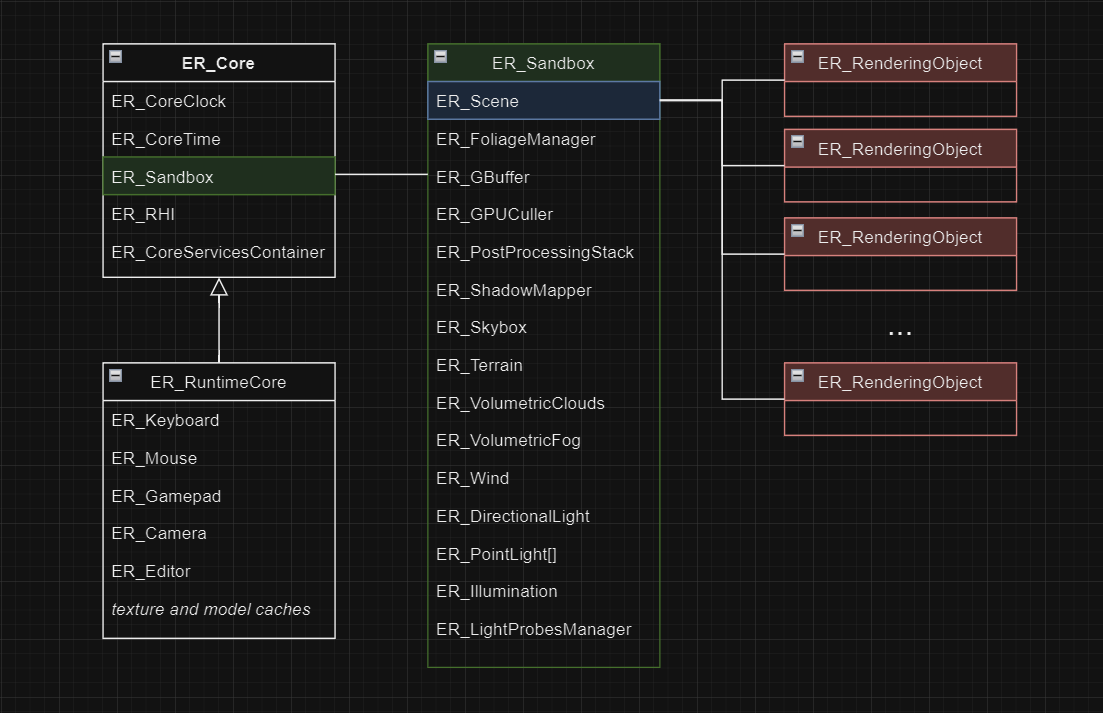 ER_Core
ER_CoreClock
ER_CoreTime
ER_Sandbox
ER_RHI
ER_CoreServicesContainer
ER_RuntimeCore
ER_Keyboard
ER_Mouse
ER_Gamepad
ER_Camera
ER_Editor
texture and model caches
ER_Sandbox
ER_Scene
ER_FoliageManager
ER_GBuffer
ER_GPUCuller
ER_PostProcessingStack
ER_ShadowMapper
ER_Skybox
ER_Terrain
ER_VolumetricClouds
ER_VolumetricFog
ER_Wind
ER_DirectionalLight
ER_PointLight[]
ER_Illumination
ER_LightProbesManager
ER_RenderingObject
ER_RenderingObject
ER_RenderingObject
...
ER_RenderingObject